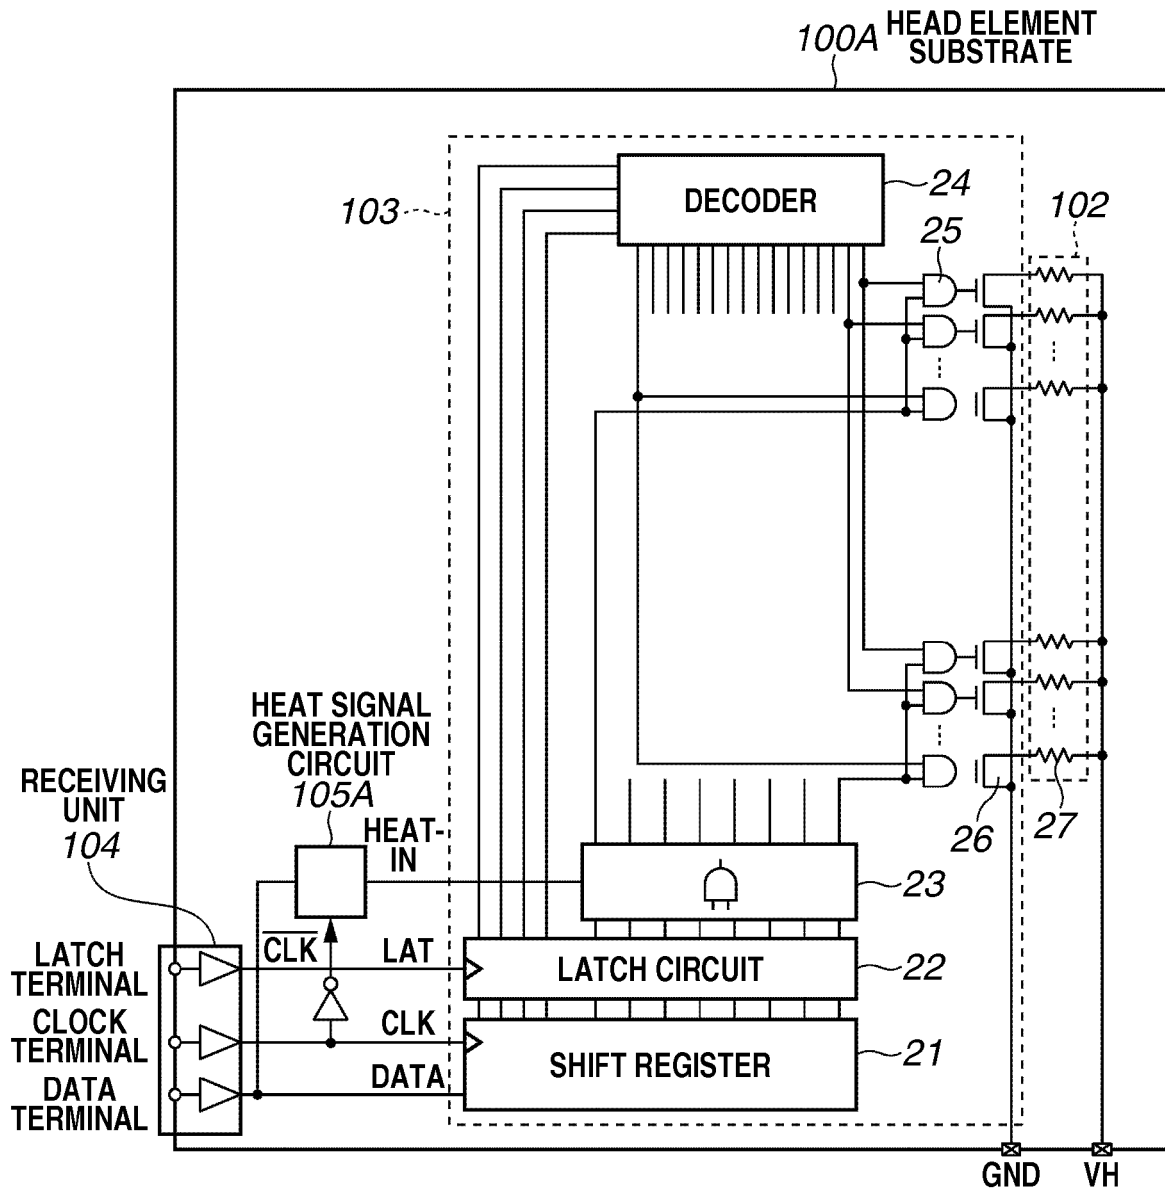 100A
HEAD ELEMENT
SUBSTRATE
103
DECODER
24
25
102
HEAT SIGNAL
GENERATION
CIRCUIT
105A
RECEIVING
UNIT
104
HEAT-
IN
26
27
23
CLK
LAT
LATCH CIRCUIT
22
LATCH
TERMINAL
CLOCK
TERMINAL
CLK
SHIFT REGISTER
21
DATA
TERMINAL
DATA
GND
VH